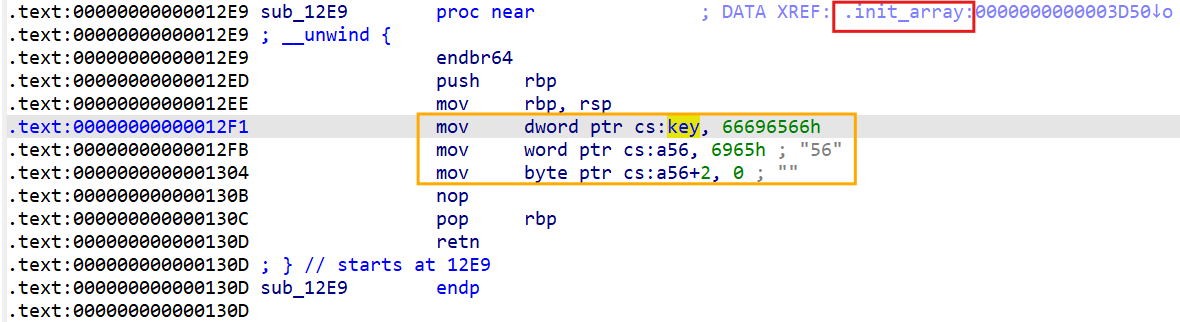 .text:00000000000012E9 sub_12E9 proc near ; DATA XREF: .init_array:0000000000003D50↓o
.text:00000000000012E9 ; __unwind {
.text:00000000000012E9 endbr64
.text:00000000000012ED push rbp
.text:00000000000012EE mov rbp, rsp
.text:00000000000012F1 mov dword ptr cs:key, 66696566h
.text:00000000000012FB mov word ptr cs:a56, 6965h ; "56"
.text:0000000000001304 mov byte ptr cs:a56+2, 0 ; ""
.text:000000000000130B nop
.text:000000000000130C pop rbp
.text:000000000000130D retn
.text:000000000000130D ; } // starts at 12E9
.text:000000000000130D sub_12E9 endp
.text:000000000000130D